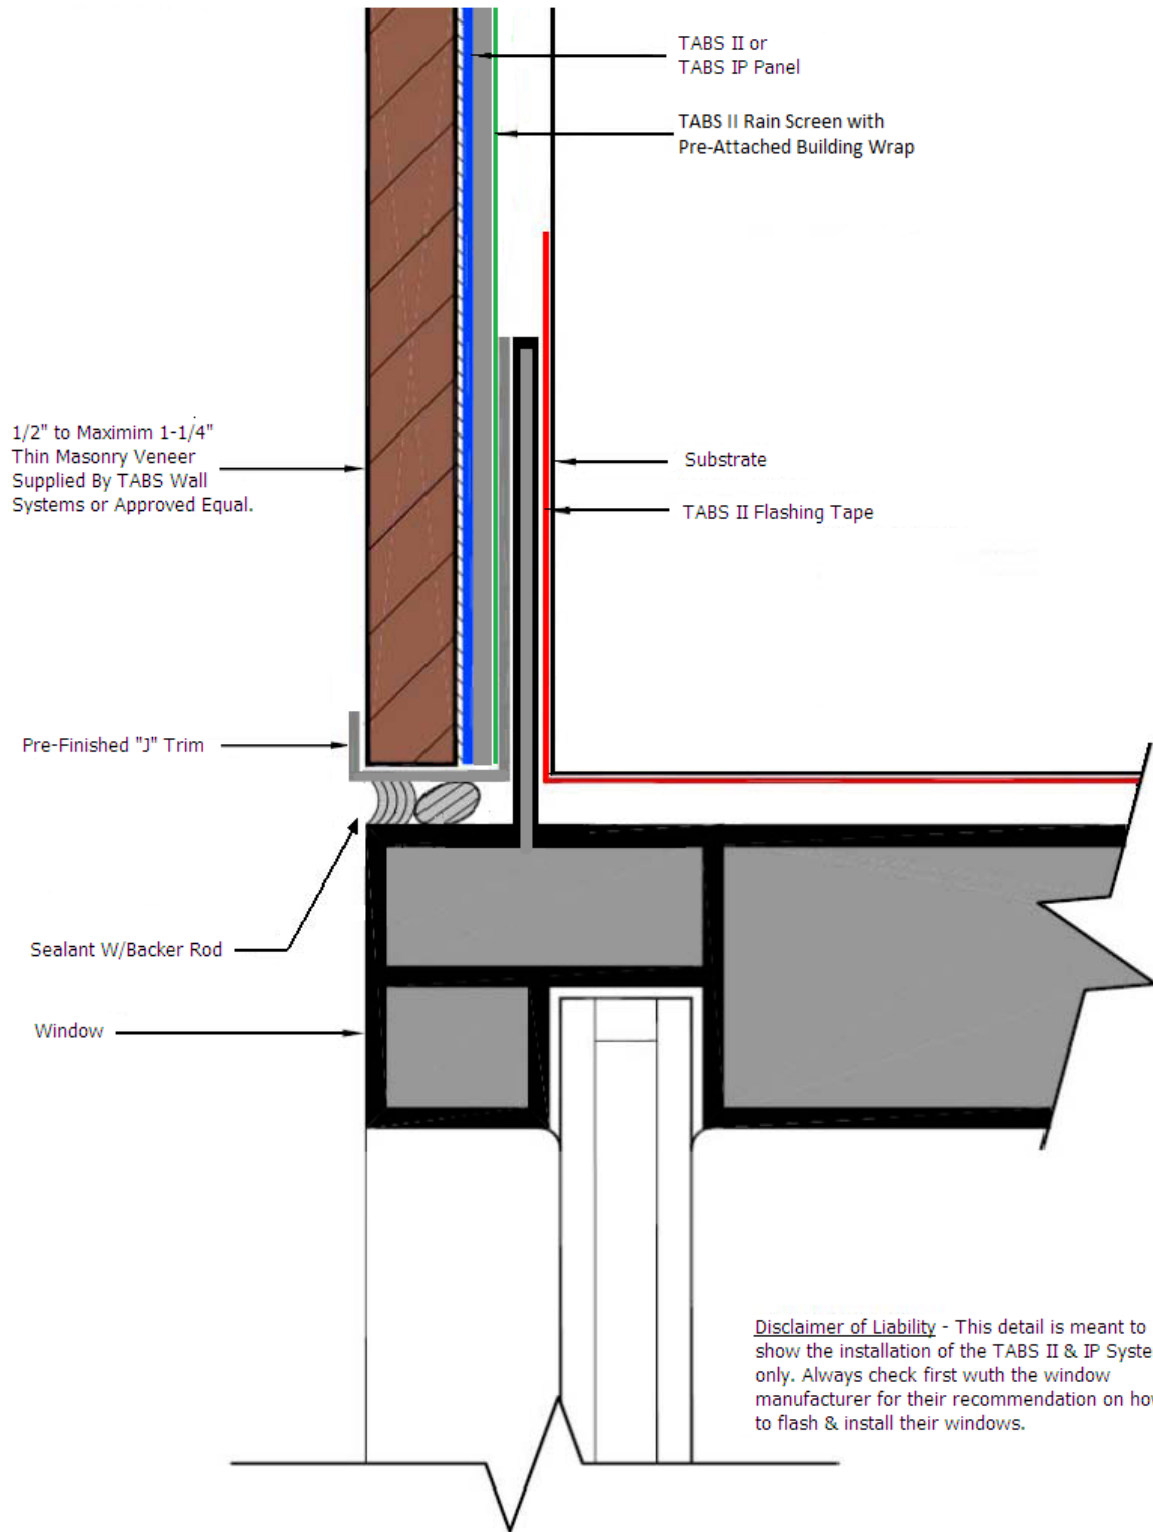 TABS II or
TABS IP Panel
TABS II Rain Screen with
Pre-Attached Building Wrap
1/2" to Maximim 1-1/4"
Thin Masonry Veneer
Supplied By TABS Wall
Systems or Approved Equal.
Substrate
TABS II Flashing Tape
Pre-Finished "J" Trim
Sealant W/Backer Rod
Window
Disclaimer of Liability - This detail is meant to
show the installation of the TABS II & IP Syste
only. Always check first wuth the window
manufacturer for their recommendation on ho
to flash & install their windows.